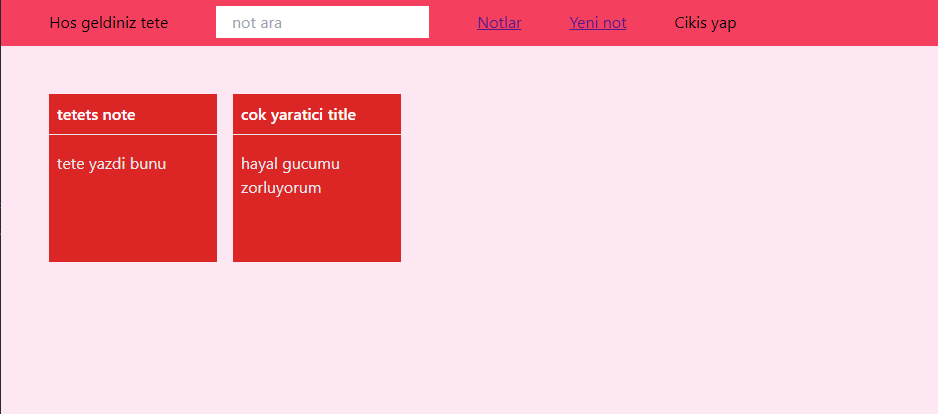 Hos geldiniz tete not ara Notlar Yeni not Cikis yap
tetets note
tete yazdi bunu
cok yaratici title
hayal gucumu
zorluyorum